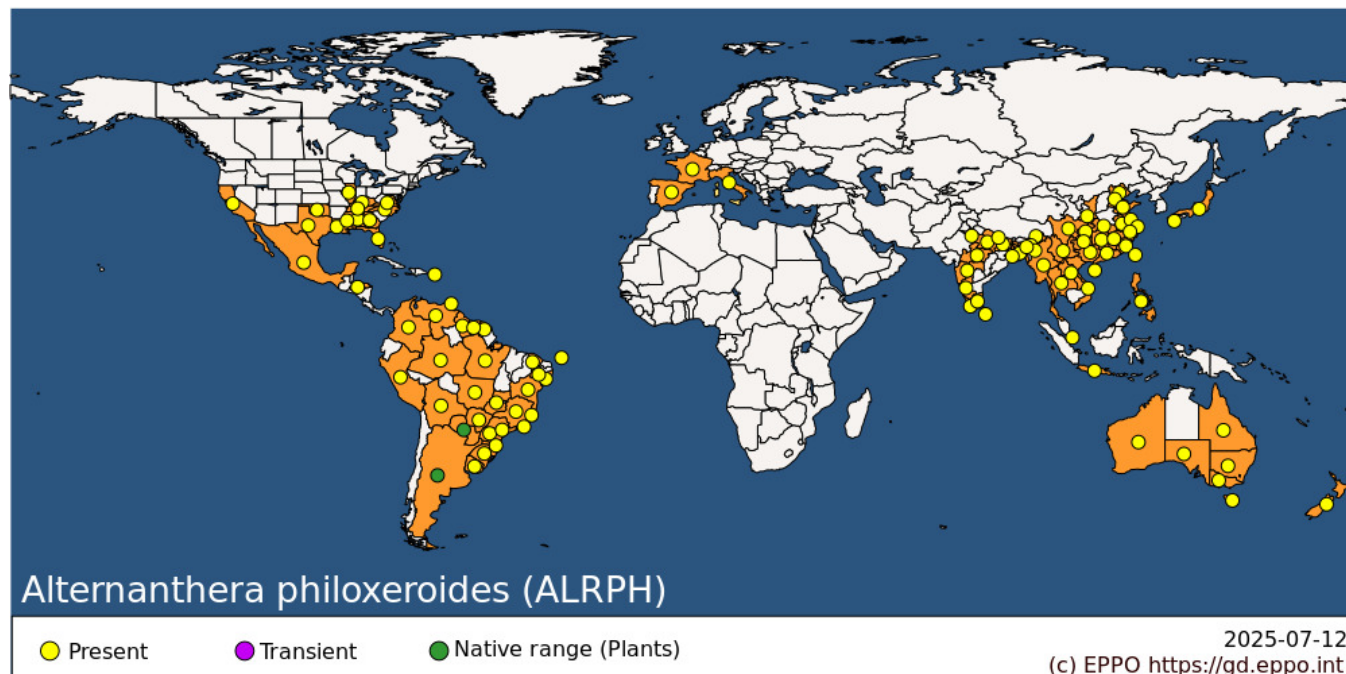 Alternanthera philoxeroides (ALRPH)
Present
Transient
Native range (Plants)
2025-07-12
(c) EPPO https://gd.eppo.int